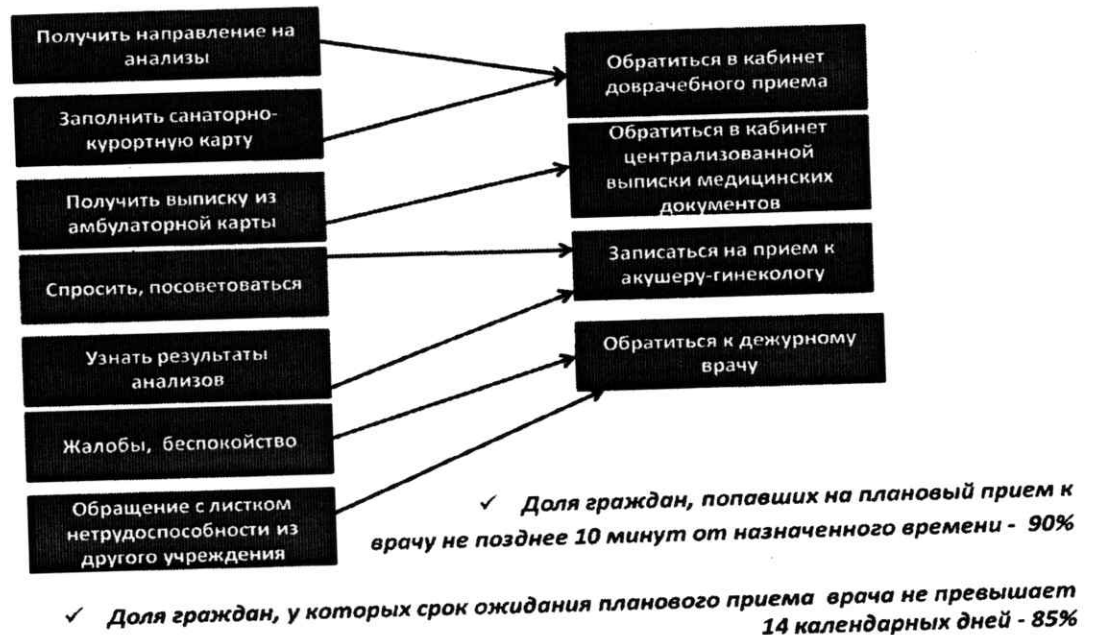 Получить направление на
анализы
Заполнить санаторно-
курортную карту
Получить выписку из
амбулаторной карты
Спросить, посоветоваться
Узнать результаты
анализов
Жалобы, беспокойство
Обращение с листком
нетрудоспособности из
другого учреждения
Обратиться в кабинет
доврачебного приема
Обратиться в кабинет
централизованной
выписки медицинских
документов
Записаться на прием к
акушеру-гинекологу
Обратиться к дежурному
врачу
✓ Доля граждан, попавших на плановый прием к
врачу не позднее 10 минут от назначенного времени - 90%
✓ Доля граждан, у которых срок ожидания планового приема врача не превышает
14 календарных дней - 85%